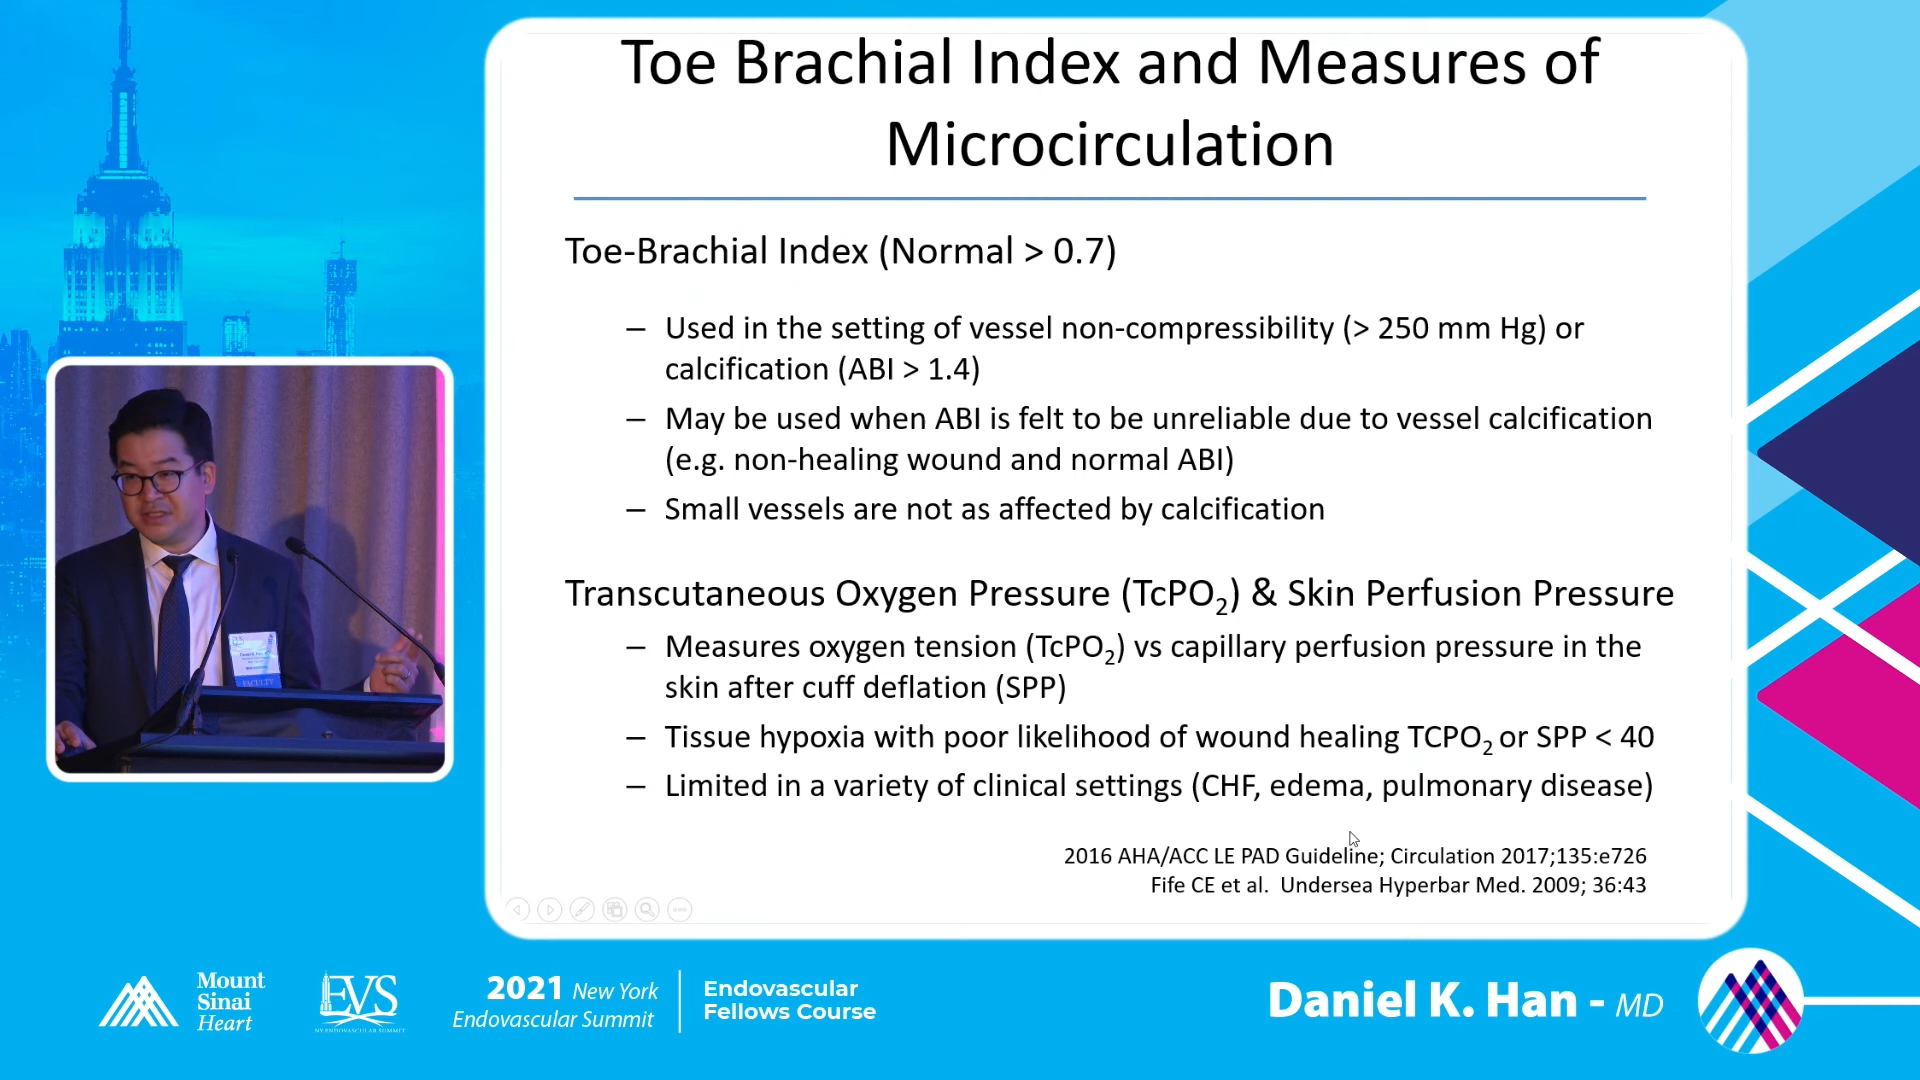 Toe Brachial Index and Measures of
Microcirculation
Toe-Brachial Index (Normal > 0.7)
– Used in the setting of vessel non-compressibility (> 250 mm Hg) or
calcification (ABI > 1.4)
– May be used when ABI is felt to be unreliable due to vessel calcification
(e.g. non-healing wound and normal ABI)
– Small vessels are not as affected by calcification
Transcutaneous Oxygen Pressure (TcPO₂) & Skin Perfusion Pressure
– Measures oxygen tension (TcPO₂) vs capillary perfusion pressure in the
skin after cuff deflation (SPP)
– Tissue hypoxia with poor likelihood of wound healing TCPO₂ or SPP < 40
– Limited in a variety of clinical settings (CHF, edema, pulmonary disease)
2016 AHA/ACC LE PAD Guideline; Circulation 2017;135:e726
Fife CE et al. Undersea Hyperbar Med. 2009; 36:43
FACULTY
Mount
Sinai
Heart
EVS
NY ENDOVASCULAR SUMMIT
2021 New York
Endovascular Summit
Endovascular
Fellows Course
Daniel K. Han - MD